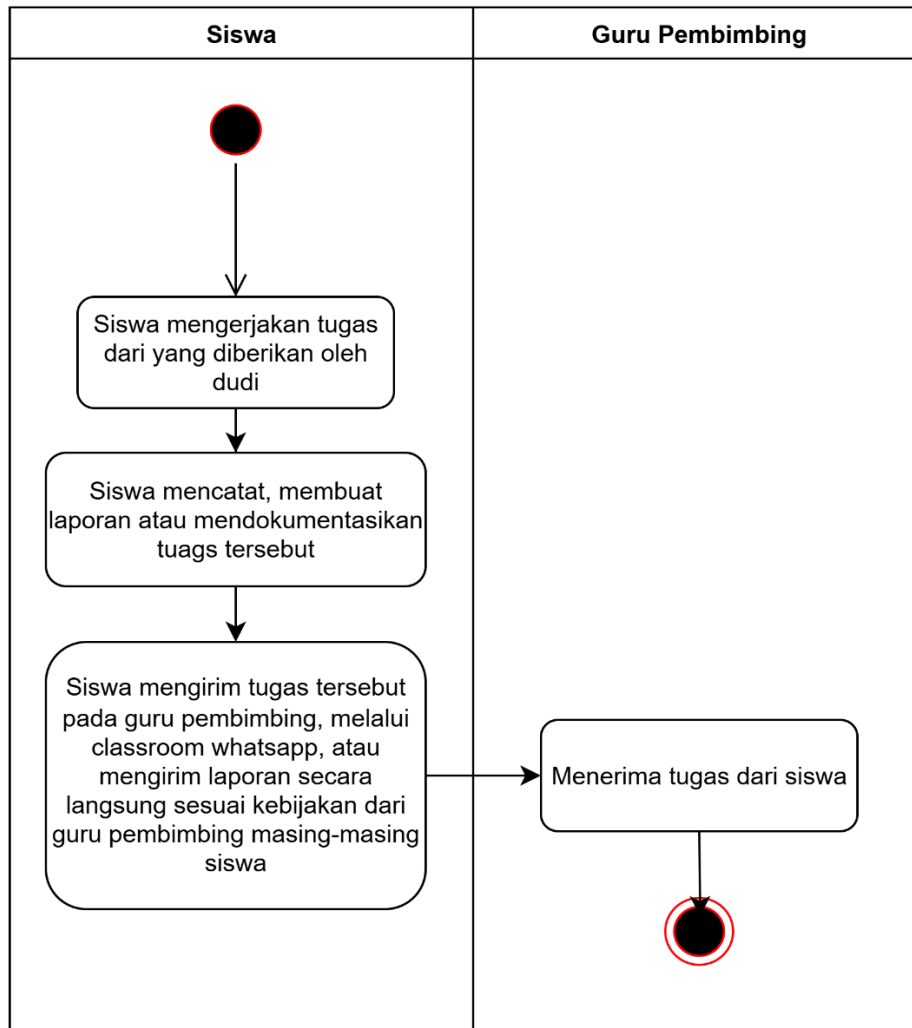 Siswa
Guru Pembimbing
Siswa mengerjakan tugas
dari yang diberikan oleh
dudi
Siswa mencatat, membuat
laporan atau mendokumentasikan
tuags tersebut
Siswa mengirim tugas tersebut
pada guru pembimbing, melalui
classroom whatsapp, atau
mengirim laporan secara
langsung sesuai kebijakan dari
guru pembimbing masing-masing
siswa
Menerima tugas dari siswa